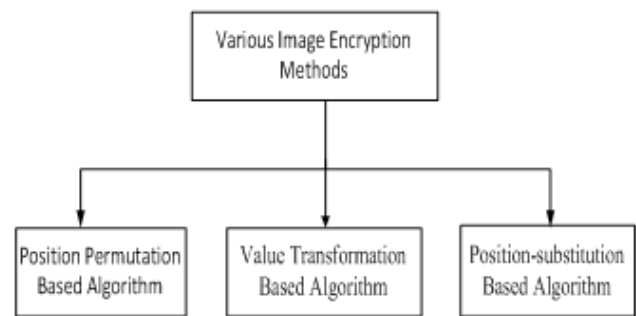 Various Image Encryption
Methods
Position Permutation
Based Algorithm
Value Transformation
Based Algorithm
Position-substitution
Based Algorithm